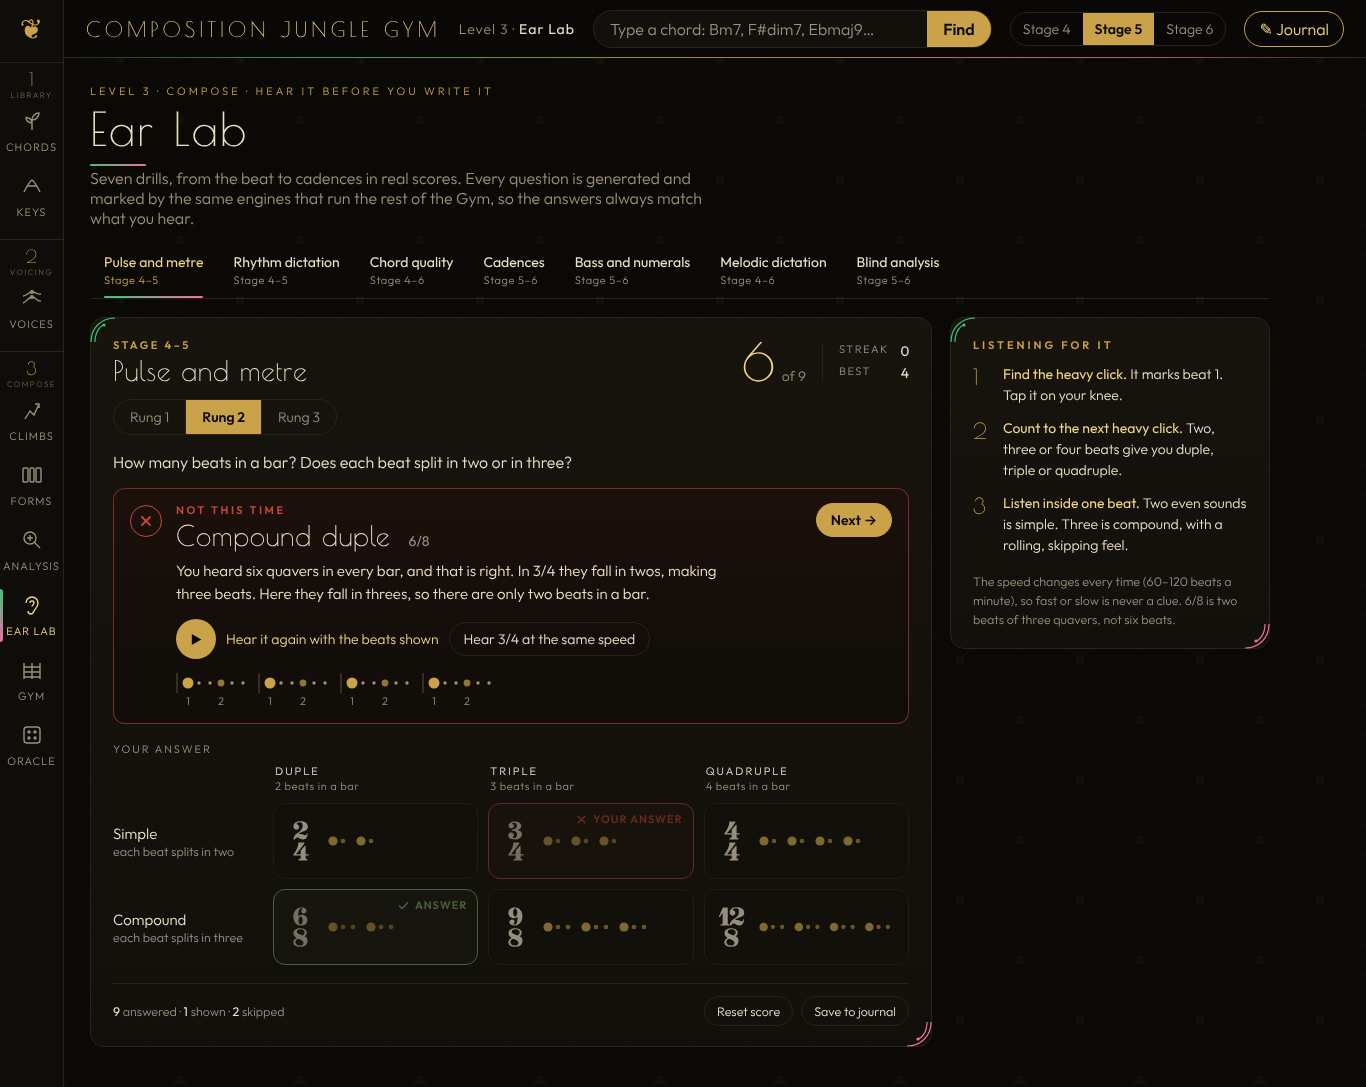 COMPOSITION JUNGLE GYM
Level 3 · Ear Lab
Type a chord: Bm7, F#dim7, Ebmaj9...
Find
Stage 4
Stage 5
Stage 6
✎ Journal
1
LIBRARY
CHORDS
KEYS
2
VOICING
VOICES
3
COMPOSE
CLIMBS
FORMS
ANALYSIS
EAR LAB
GYM
ORACLE
LEVEL 3 · COMPOSE · HEAR IT BEFORE YOU WRITE IT
Ear Lab
Seven drills, from the beat to cadences in real scores. Every question is generated and
marked by the same engines that run the rest of the Gym, so the answers always match
what you hear.
Pulse and metre
Stage 4–5
Rhythm dictation
Stage 4–5
Chord quality
Stage 4–6
Cadences
Stage 5–6
Bass and numerals
Stage 5–6
Melodic dictation
Stage 4–6
Blind analysis
Stage 5–6
STAGE 4–5
Pulse and metre
6 of 9
STREAK 0
BEST 4
Rung 1
Rung 2
Rung 3
How many beats in a bar? Does each beat split in two or in three?
NOT THIS TIME
Compound duple 6/8
Next →
You heard six quavers in every bar, and that is right. In 3/4 they fall in twos, making
three beats. Here they fall in threes, so there are only two beats in a bar.
Hear it again with the beats shown
Hear 3/4 at the same speed
1 2 1 2 1 2 1 2
YOUR ANSWER
DUPLE
2 beats in a bar
TRIPLE
3 beats in a bar
QUADRUPLE
4 beats in a bar
Simple
each beat splits in two
2
4
✕ YOUR ANSWER
3
4
4
4
Compound
each beat splits in three
✓ ANSWER
6
8
9
8
12
8
9 answered · 1 shown · 2 skipped
Reset score
Save to journal
LISTENING FOR IT
1 Find the heavy click. It marks beat 1.
Tap it on your knee.
2 Count to the next heavy click. Two,
three or four beats give you duple,
triple or quadruple.
3 Listen inside one beat. Two even sounds
is simple. Three is compound, with a
rolling, skipping feel.
The speed changes every time (60–120 beats a
minute), so fast or slow is never a clue. 6/8 is two
beats of three quavers, not six beats.